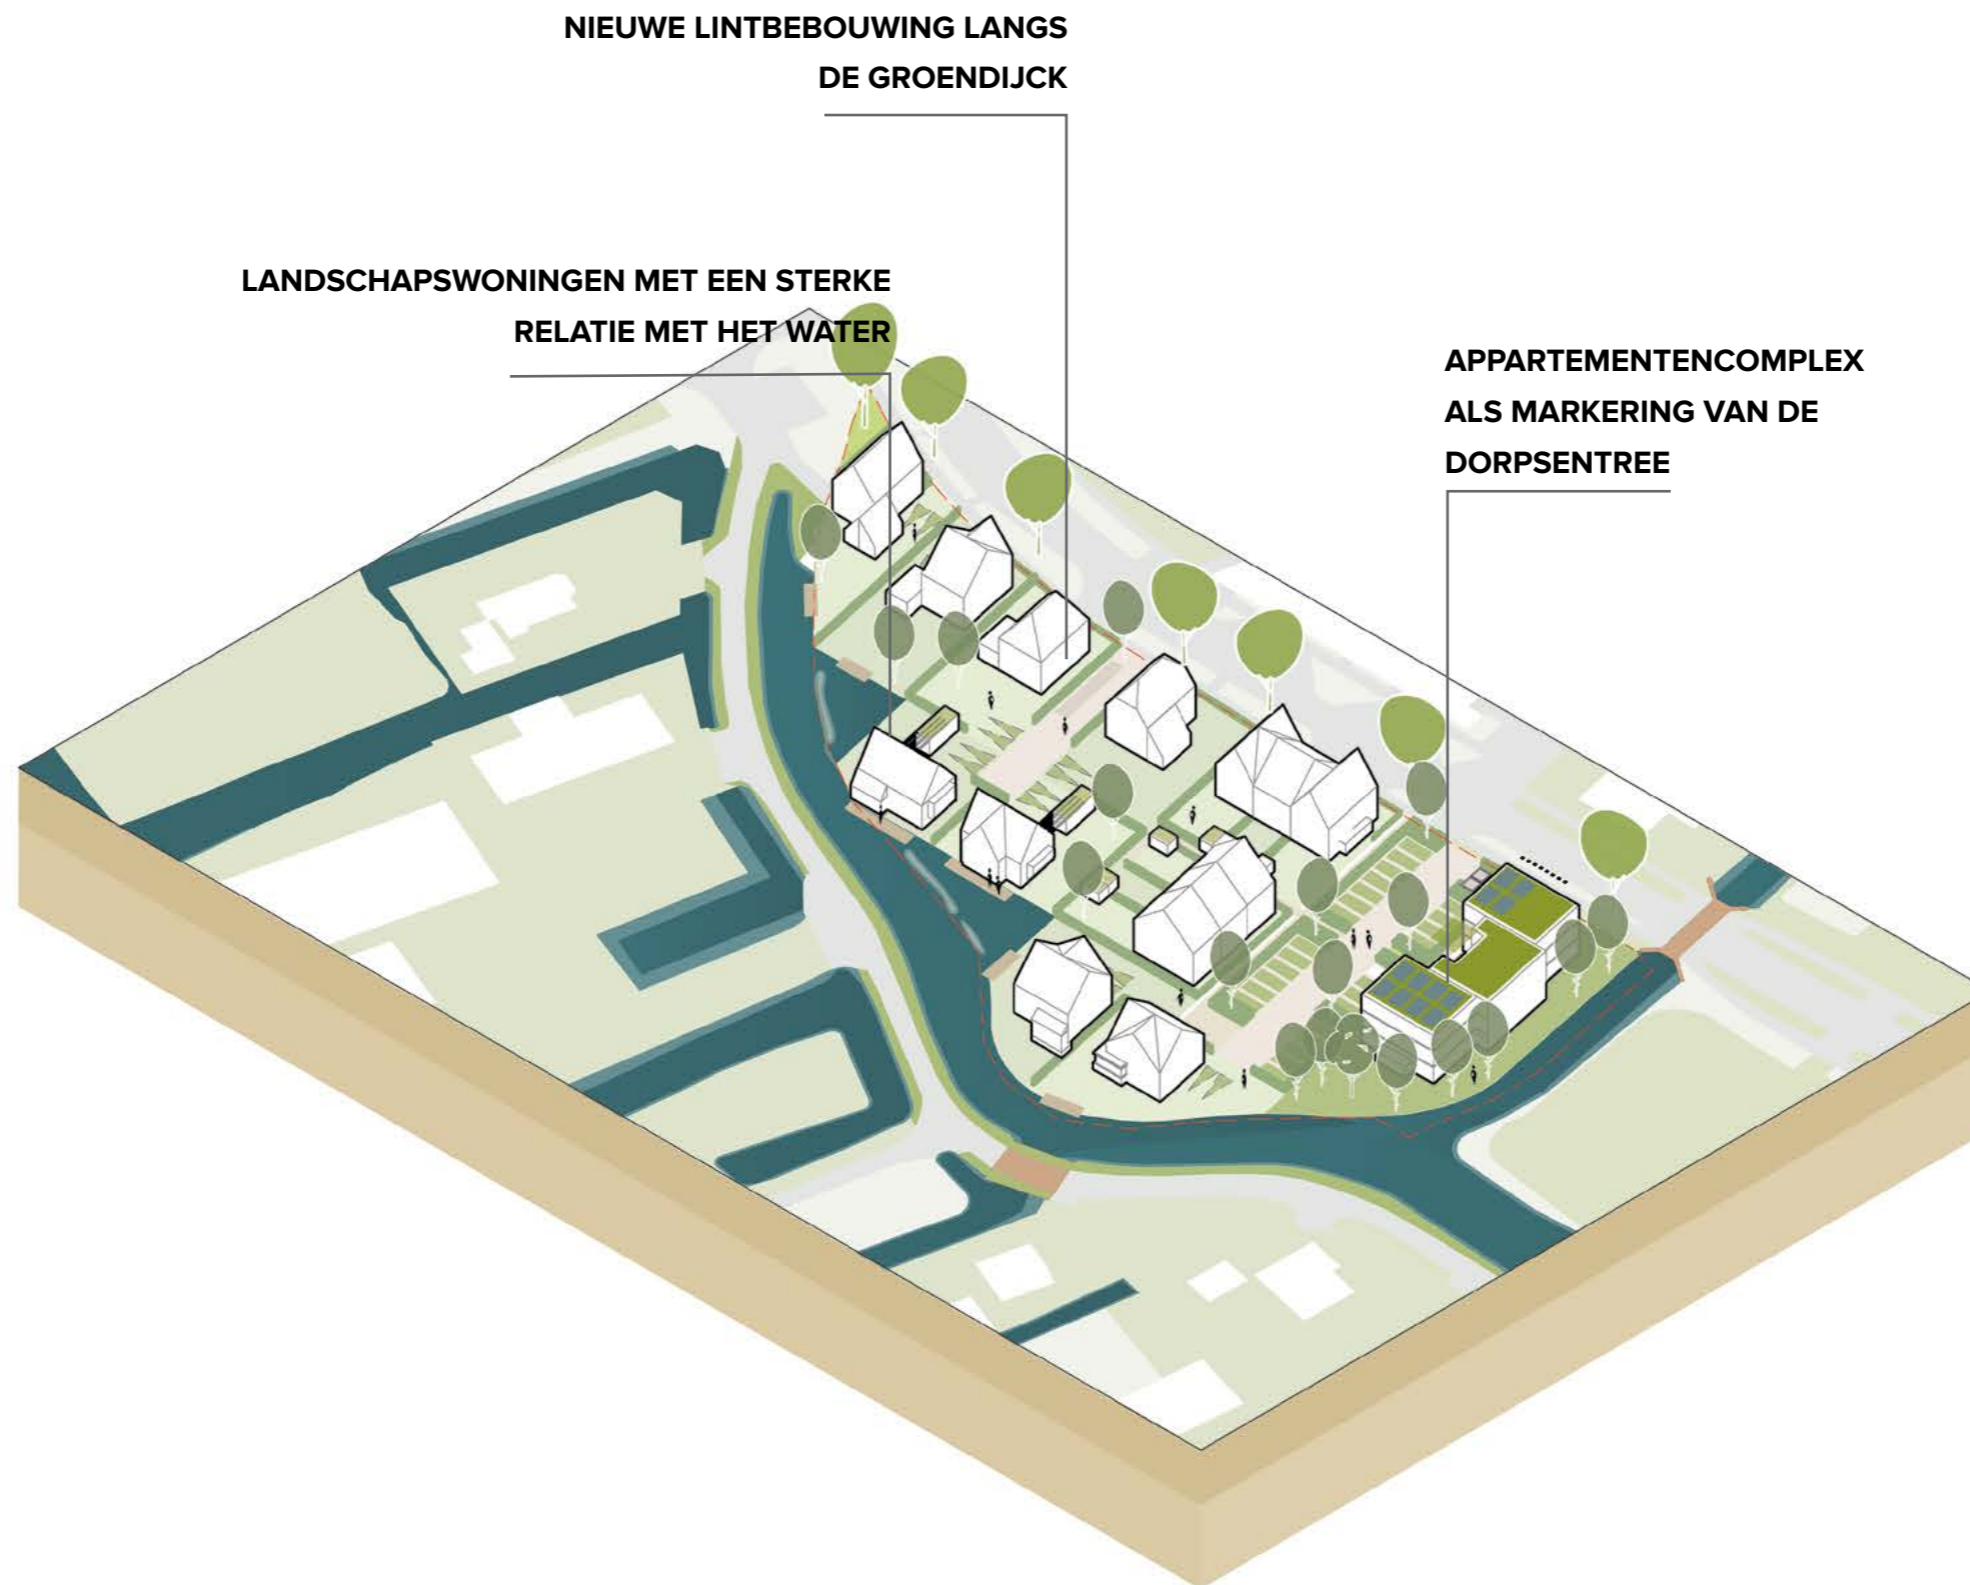 NIEUWE LINTBEBOUWING LANGS
DE GROENDIJCK
LANDSCHAPSWONINGEN MET EEN STERKE
RELATIE MET HET WATER
APPARTEMENTENCOMPLEX
ALS MARKERING VAN DE
DORPSENTREE